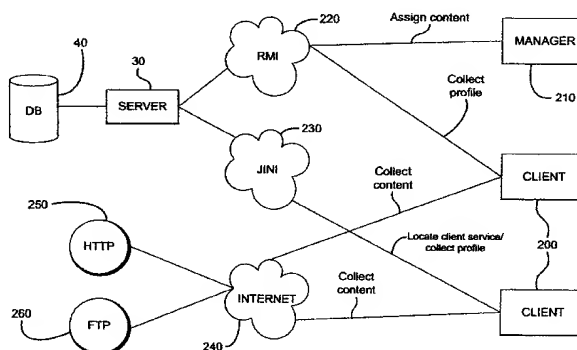 220
Assign content
RMI
MANAGER
40
30
DB
SERVER
Collect
profile
210
230
JINI
Collect
content
CLIENT
250
HTTP
200
Locate client service/
collect profile
Collect
content
INTERNET
CLIENT
260
FTP
240